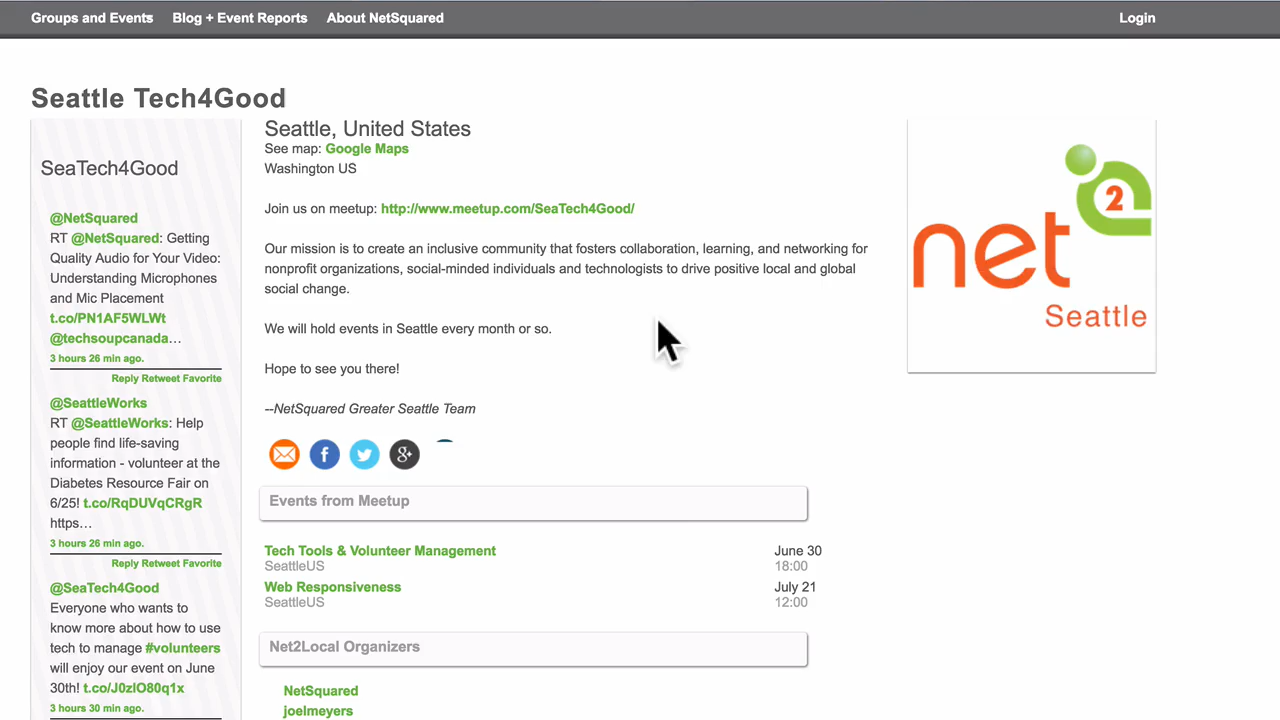 Groups and Events Blog + Event Reports About NetSquared Login
Seattle Tech4Good
SeaTech4Good
@NetSquared
RT @NetSquared: Getting
Quality Audio for Your Video:
Understanding Microphones
and Mic Placement
t.co/PN1AF5WLWt
@techsoupcanada…
3 hours 26 min ago.
Reply Retweet Favorite
@SeattleWorks
RT @SeattleWorks: Help
people find life-saving
information - volunteer at the
Diabetes Resource Fair on
6/25! t.co/RqDUVqCRgR
https…
3 hours 26 min ago.
Reply Retweet Favorite
@SeaTech4Good
Everyone who wants to
know more about how to use
tech to manage #volunteers
will enjoy our event on June
30th! t.co/J0zIO80q1x
3 hours 30 min ago.
Seattle, United States
See map: Google Maps
Washington US
Join us on meetup: http://www.meetup.com/SeaTech4Good/
Our mission is to create an inclusive community that fosters collaboration, learning, and networking for
nonprofit organizations, social-minded individuals and technologists to drive positive local and global
social change.
We will hold events in Seattle every month or so.
Hope to see you there!
--NetSquared Greater Seattle Team
Events from Meetup
Tech Tools & Volunteer Management June 30
SeattleUS 18:00
Web Responsiveness July 21
SeattleUS 12:00
Net2Local Organizers
NetSquared
joelmeyers
net 2
Seattle